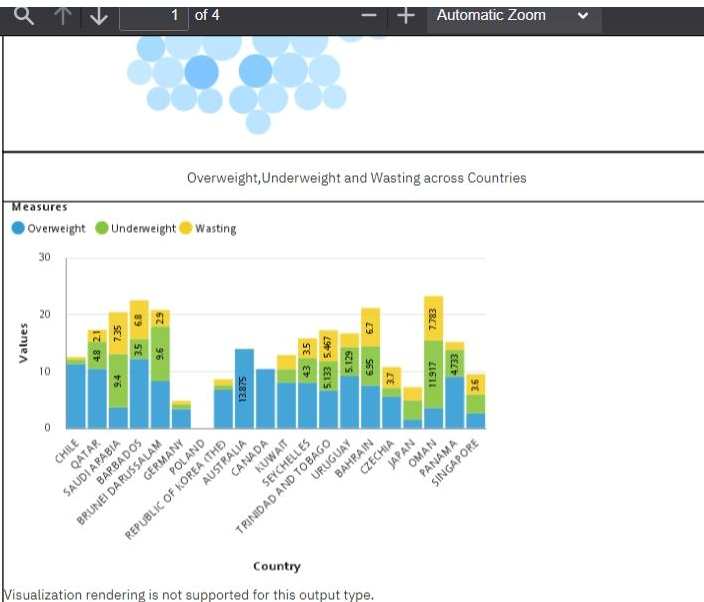 1 of 4 Automatic Zoom
Overweight,Underweight and Wasting across Countries
Measures
Overweight Underweight Wasting
Values
30
20
10
0
4.8 2.1
9.4 7.35
3.5 6.8
9.6 2.9
13.875
4.3 3.5
5.133 5.467
5.129
6.95 6.7
3.7
11.917 7.783
4.733
3.6
CHILE
QATAR
SAUDI ARABIA
BARBADOS
BRUNEI DARUSSALAM
GERMANY
POLAND
REPUBLIC OF KOREA (THE)
AUSTRALIA
CANADA
KUWAIT
SEYCHELLES
TRINIDAD AND TOBAGO
URUGUAY
BAHRAIN
CZECHIA
JAPAN
OMAN
PANAMA
SINGAPORE
Country
Visualization rendering is not supported for this output type.